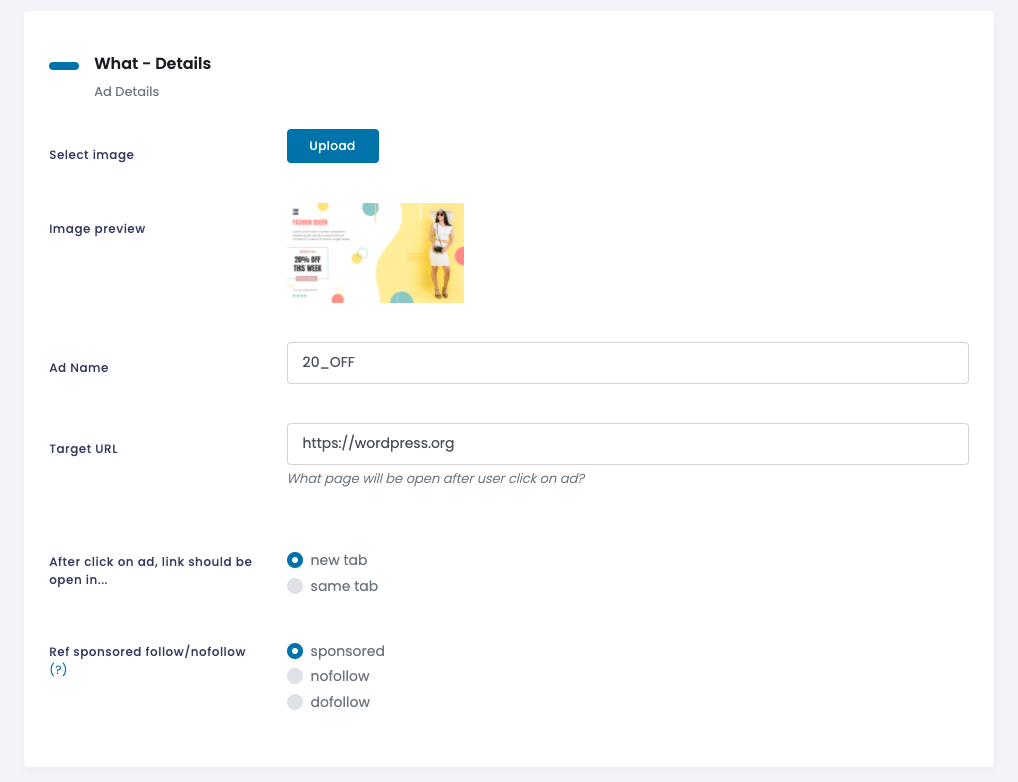 What - Details
Ad Details
Select image
Upload
Image preview
FASHION QUEEN
20% OFF
THIS WEEK
Ad Name
20_OFF
Target URL
https://wordpress.org
What page will be open after user click on ad?
After click on ad, link should be
open in...
new tab
same tab
Ref sponsored follow/nofollow
(?)
sponsored
nofollow
dofollow